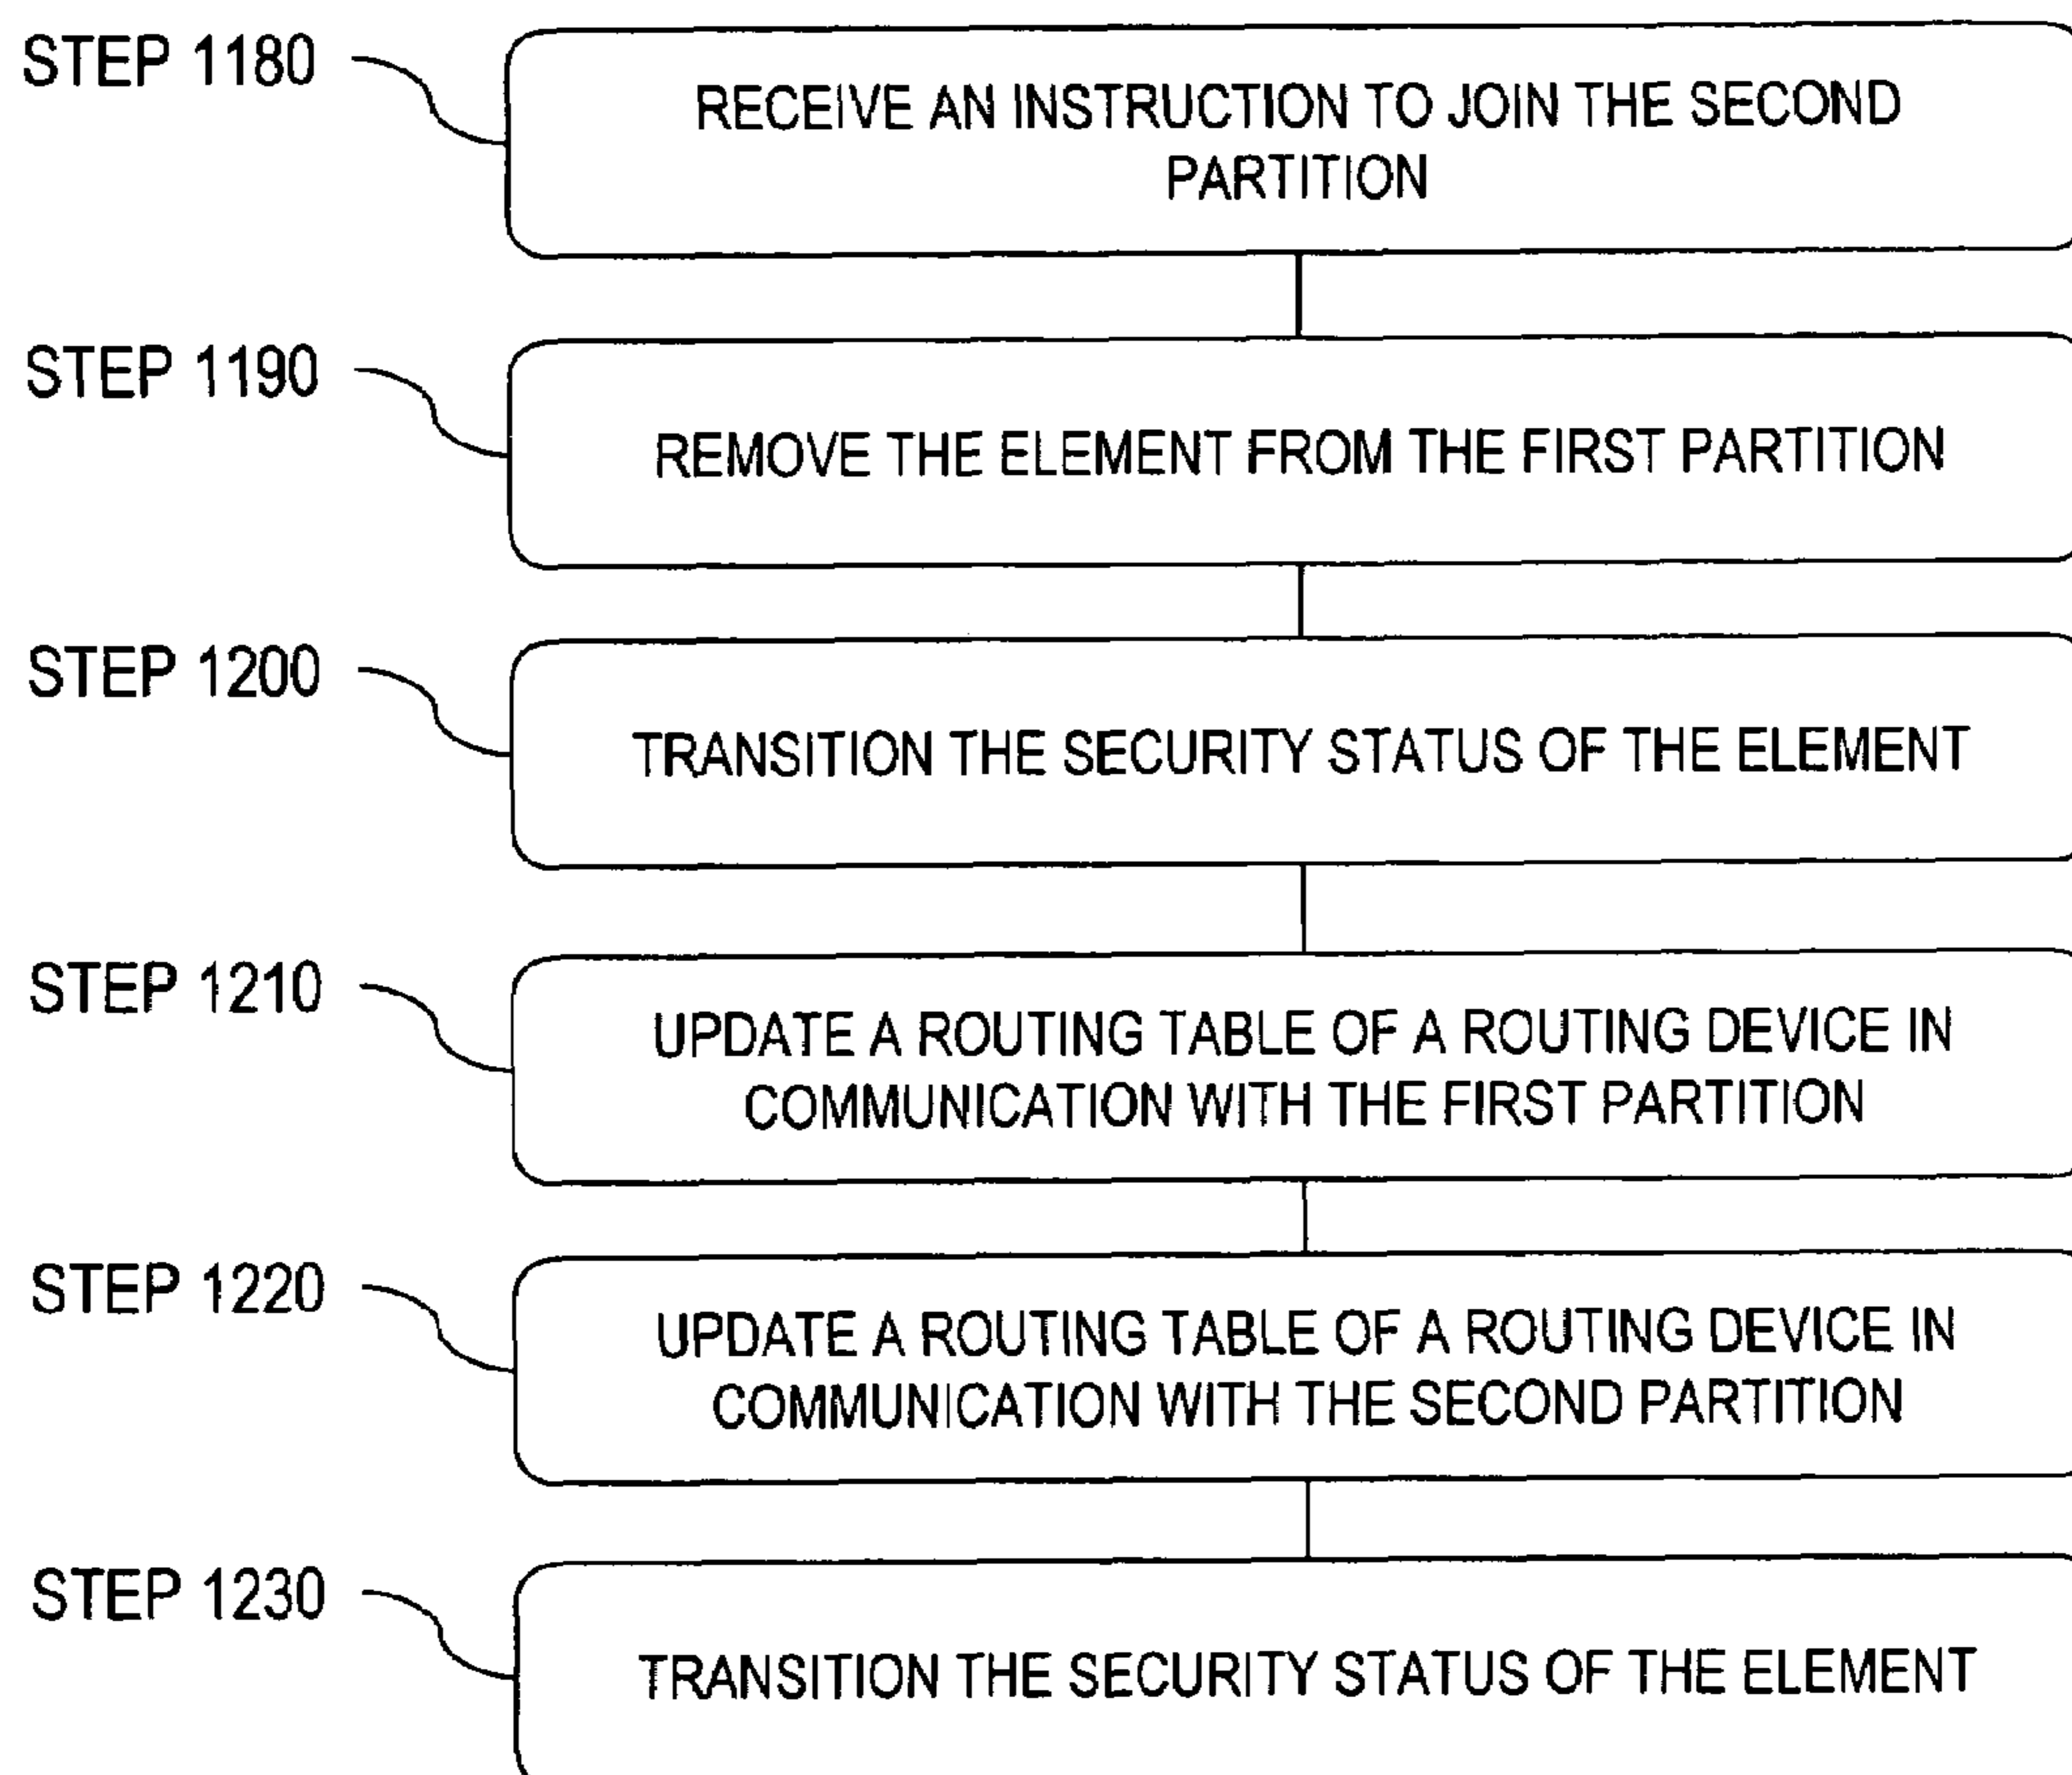 STEP 1180
RECEIVE AN INSTRUCTION TO JOIN THE SECOND
PARTITION
STEP 1190
REMOVE THE ELEMENT FROM THE FIRST PARTITION
STEP 1200
TRANSITION THE SECURITY STATUS OF THE ELEMENT
STEP 1210
UPDATE A ROUTING TABLE OF A ROUTING DEVICE IN
COMMUNICATION WITH THE FIRST PARTITION
STEP 1220
UPDATE A ROUTING TABLE OF A ROUTING DEVICE IN
COMMUNICATION WITH THE SECOND PARTITION
STEP 1230
TRANSITION THE SECURITY STATUS OF THE ELEMENT